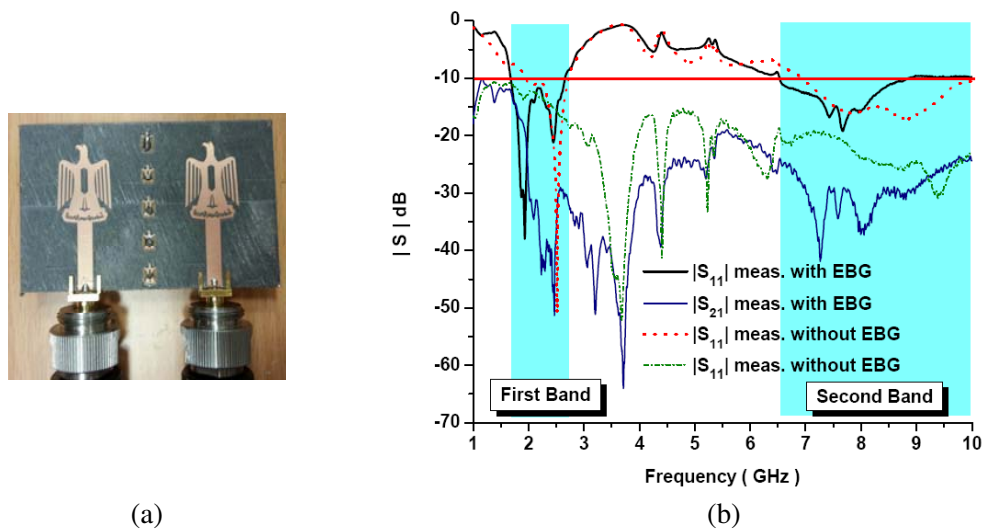 0
-10
-20
-30
-40
-50
-60
-70
| S | dB
|S11| meas. with EBG
|S21| meas. with EBG
|S11| meas. without EBG
|S11| meas. without EBG
First Band
Second Band
1 2 3 4 5 6 7 8 9 10
Frequency ( GHz )
(a)
(b)